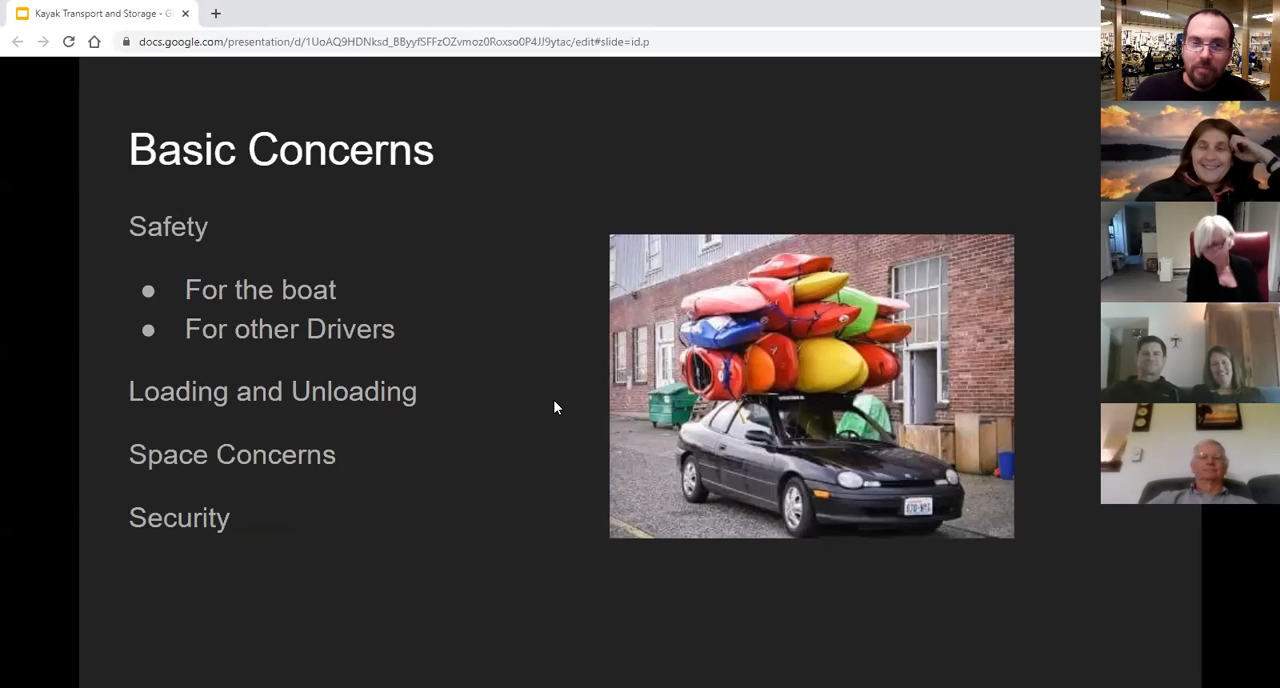 Kayak Transport and Storage - G
docs.google.com/presentation/d/1UoAQ9HDNksd_BByyfSFFzOZvmoz0Roxso0P4JJ9ytac/edit#slide=id.p
Basic Concerns
Safety
● For the boat
● For other Drivers
Loading and Unloading
Space Concerns
Security